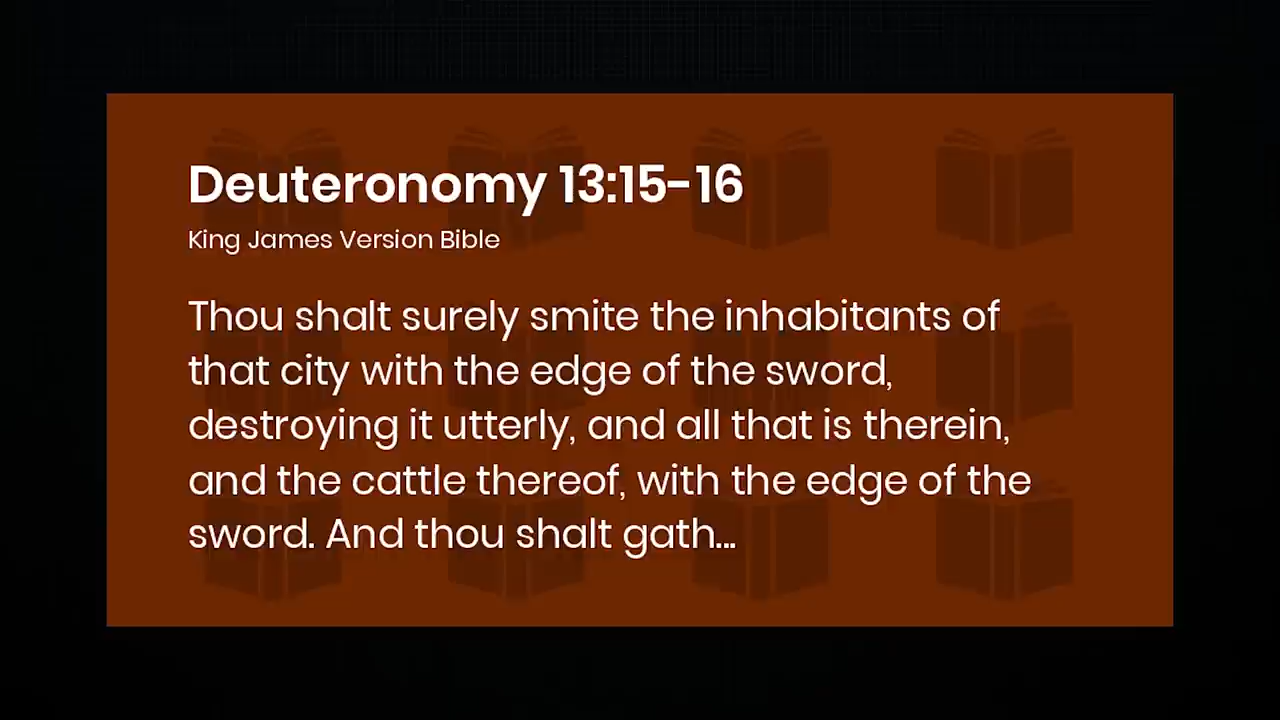 Deuteronomy 13:15-16
King James Version Bible
Thou shalt surely smite the inhabitants of
that city with the edge of the sword,
destroying it utterly, and all that is therein,
and the cattle thereof, with the edge of the
sword. And thou shalt gath...